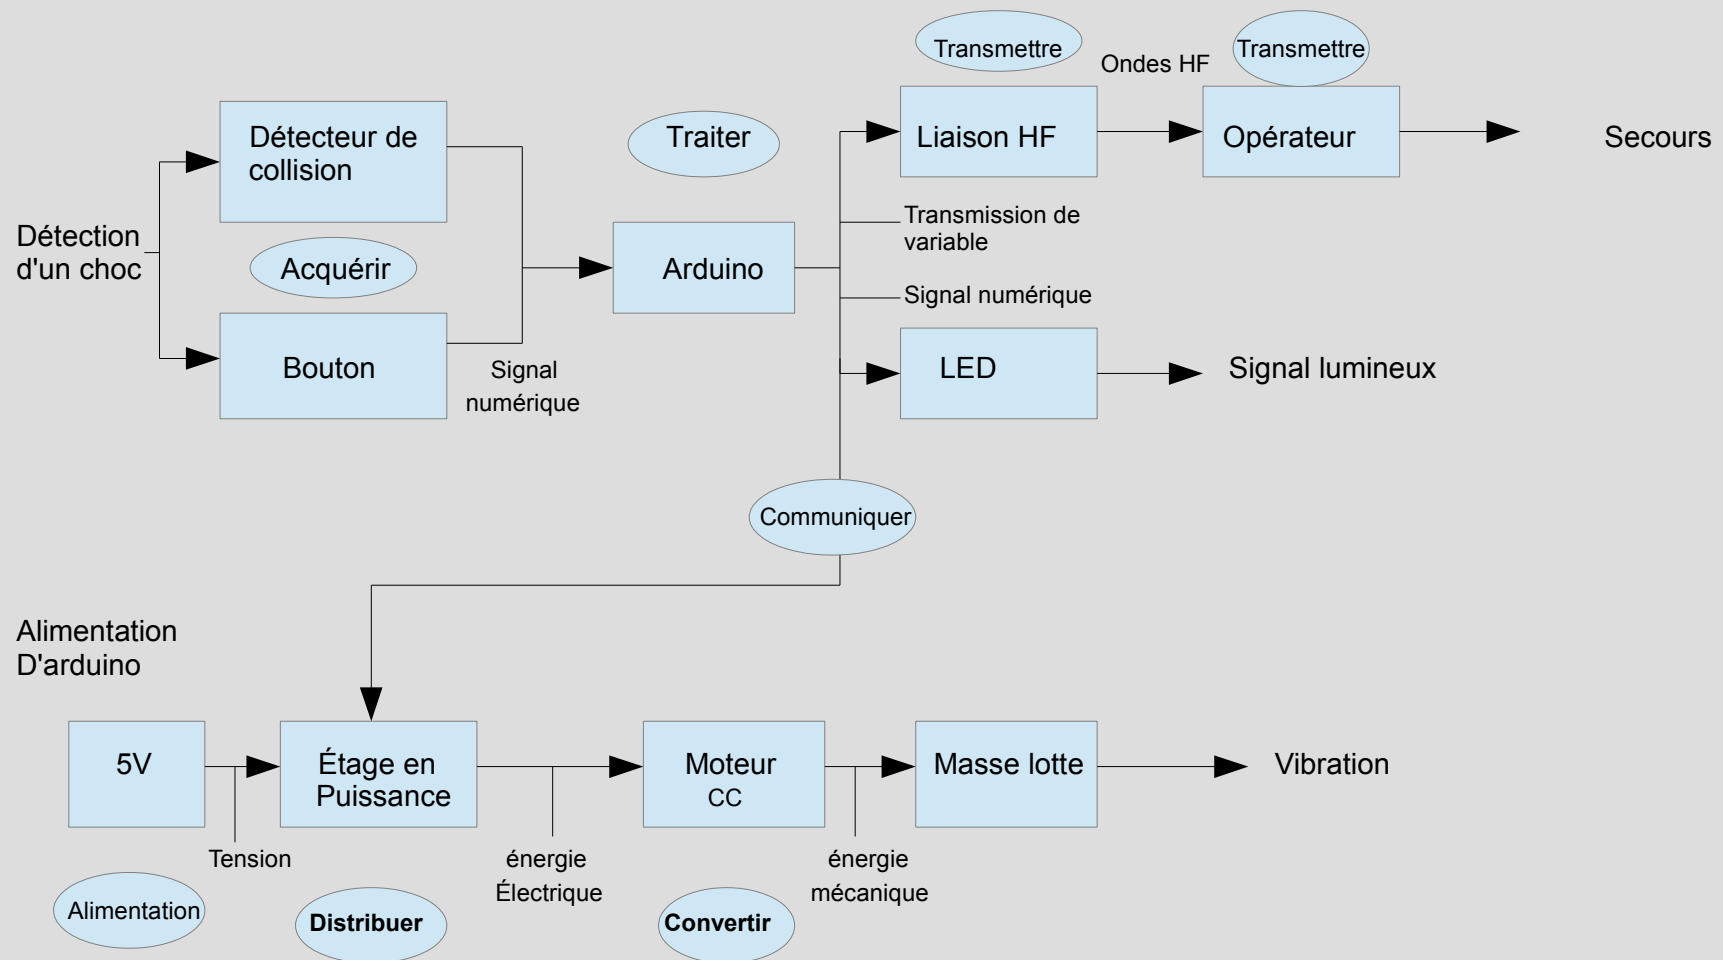 Transmettre
Ondes HF
Transmettre
Détecteur de
collision
Traiter
Liaison HF
Opérateur
Secours
Détection
d'un choc
Acquérir
Arduino
Transmission de
variable
Signal numérique
Bouton
Signal
numérique
LED
Signal lumineux
Communiquer
Alimentation
D'arduino
5V
Étage en
Puissance
Moteur
CC
Masse lotte
Vibration
Tension
énergie
Électrique
énergie
mécanique
Alimentation
Distribuer
Convertir